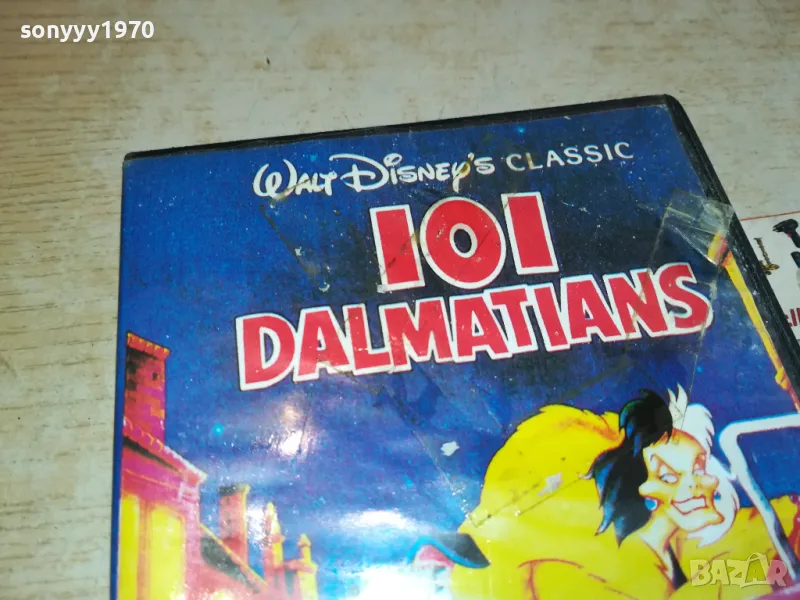 sonyyy1970
WALT DISNEY'S CLASSIC
101
DALMATIANS
BAZAR